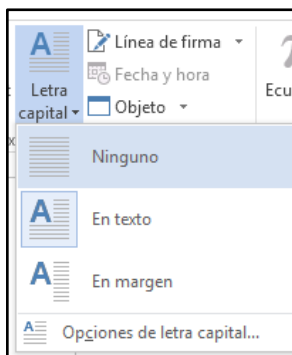 Línea de firma
Fecha y hora
Letra
capital
Objeto
Ecu
Ninguno
En texto
En margen
Opciones de letra capital...